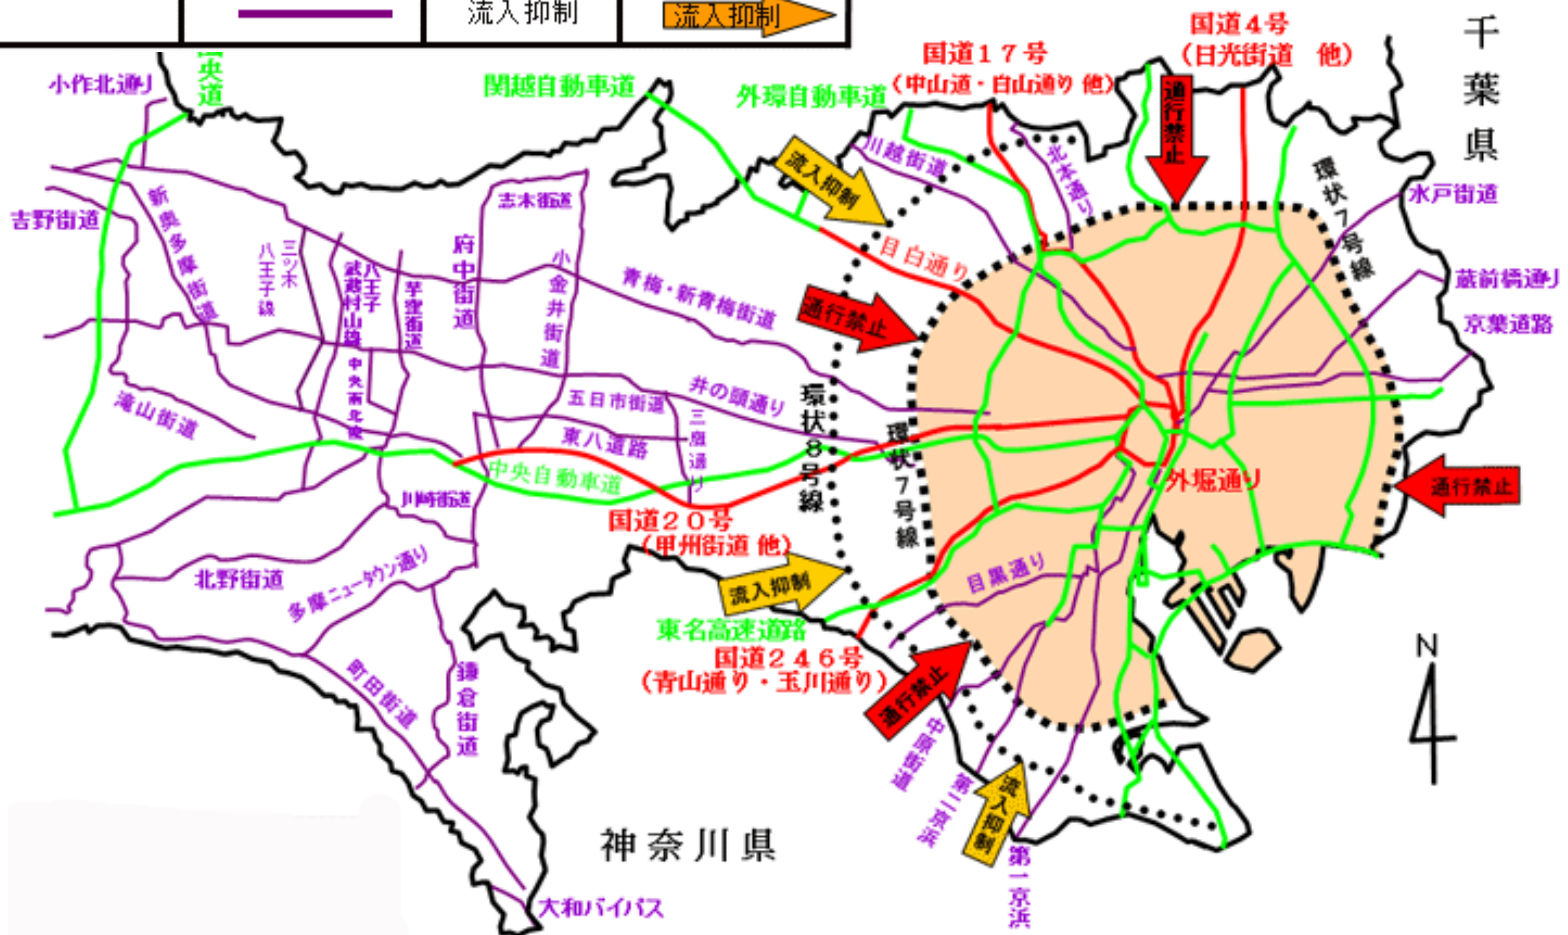 流入抑制
流入抑制
央道
小作北通り
関越自動車道
外環自動車道
国道17号
(中山道・白山通り 他)
国道4号
(日光街道 他)
千葉県
通行禁止
流入抑制
川越街道
北本通り
環状7号線
水戸街道
吉野街道
新奥多摩街道
三ツ木
八王子線
八王子
武蔵村山線
芋窪街道
府中街道
志木街道
小金井街道
青梅・新青梅街道
目白通り
通行禁止
蔵前橋通り
京葉道路
滝山街道
中央南北線
五日市街道
井の頭通り
三鷹通り
東八道路
環状8号線
環状7号線
中央自動車道
川崎街道
外堀通り
通行禁止
国道20号
(甲州街道 他)
北野街道
多摩ニュータウン通り
流入抑制
目黒通り
東名高速道路
国道246号
(青山通り・玉川通り)
通行禁止
町田街道
鎌倉街道
中原街道
第二京浜
流入抑制
第一京浜
N
神奈川県
大和バイパス